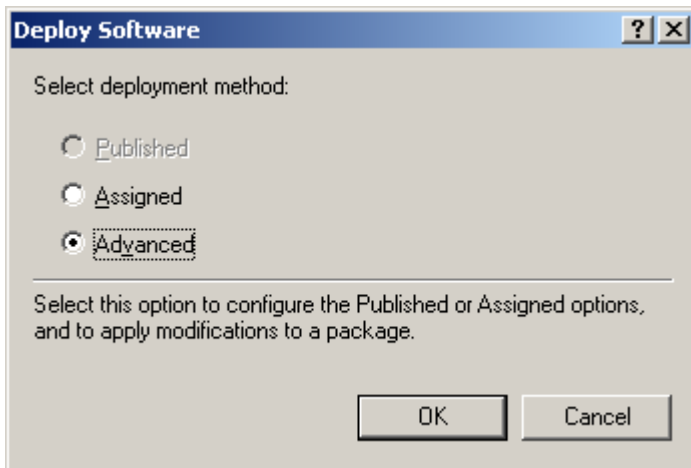 Deploy Software
Select deployment method:
Published
Assigned
Advanced
Select this option to configure the Published or Assigned options,
and to apply modifications to a package.
OK Cancel